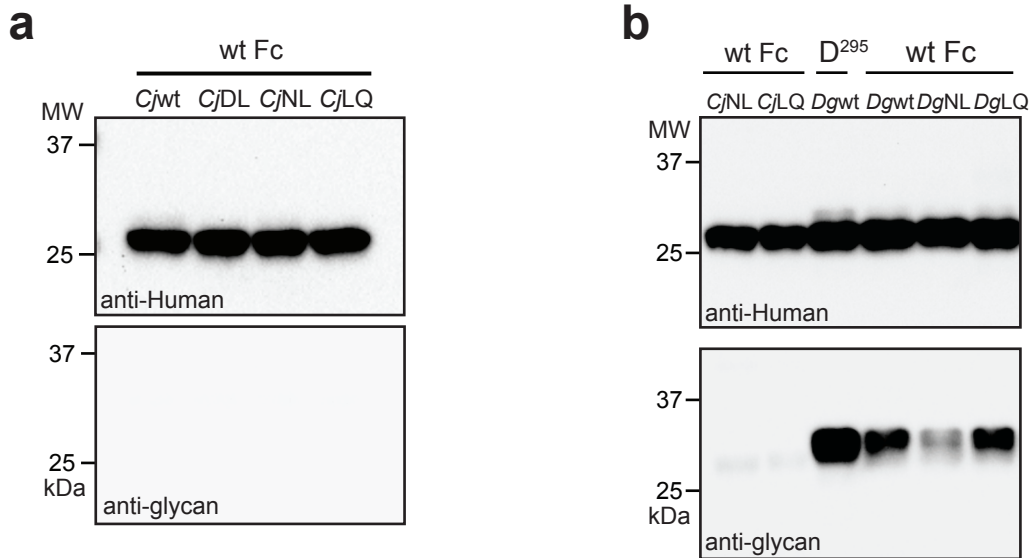 a
wt Fc
Cjwt CjDL CjNL CjLQ
MW
37
25
anti-Human
37
25
kDa
anti-glycan
b
wt Fc D²⁹⁵ wt Fc
CjNL CjLQ Dgwt Dgwt DgNL DgLQ
MW
37
25
anti-Human
37
25
MW
kDa
anti-glycan